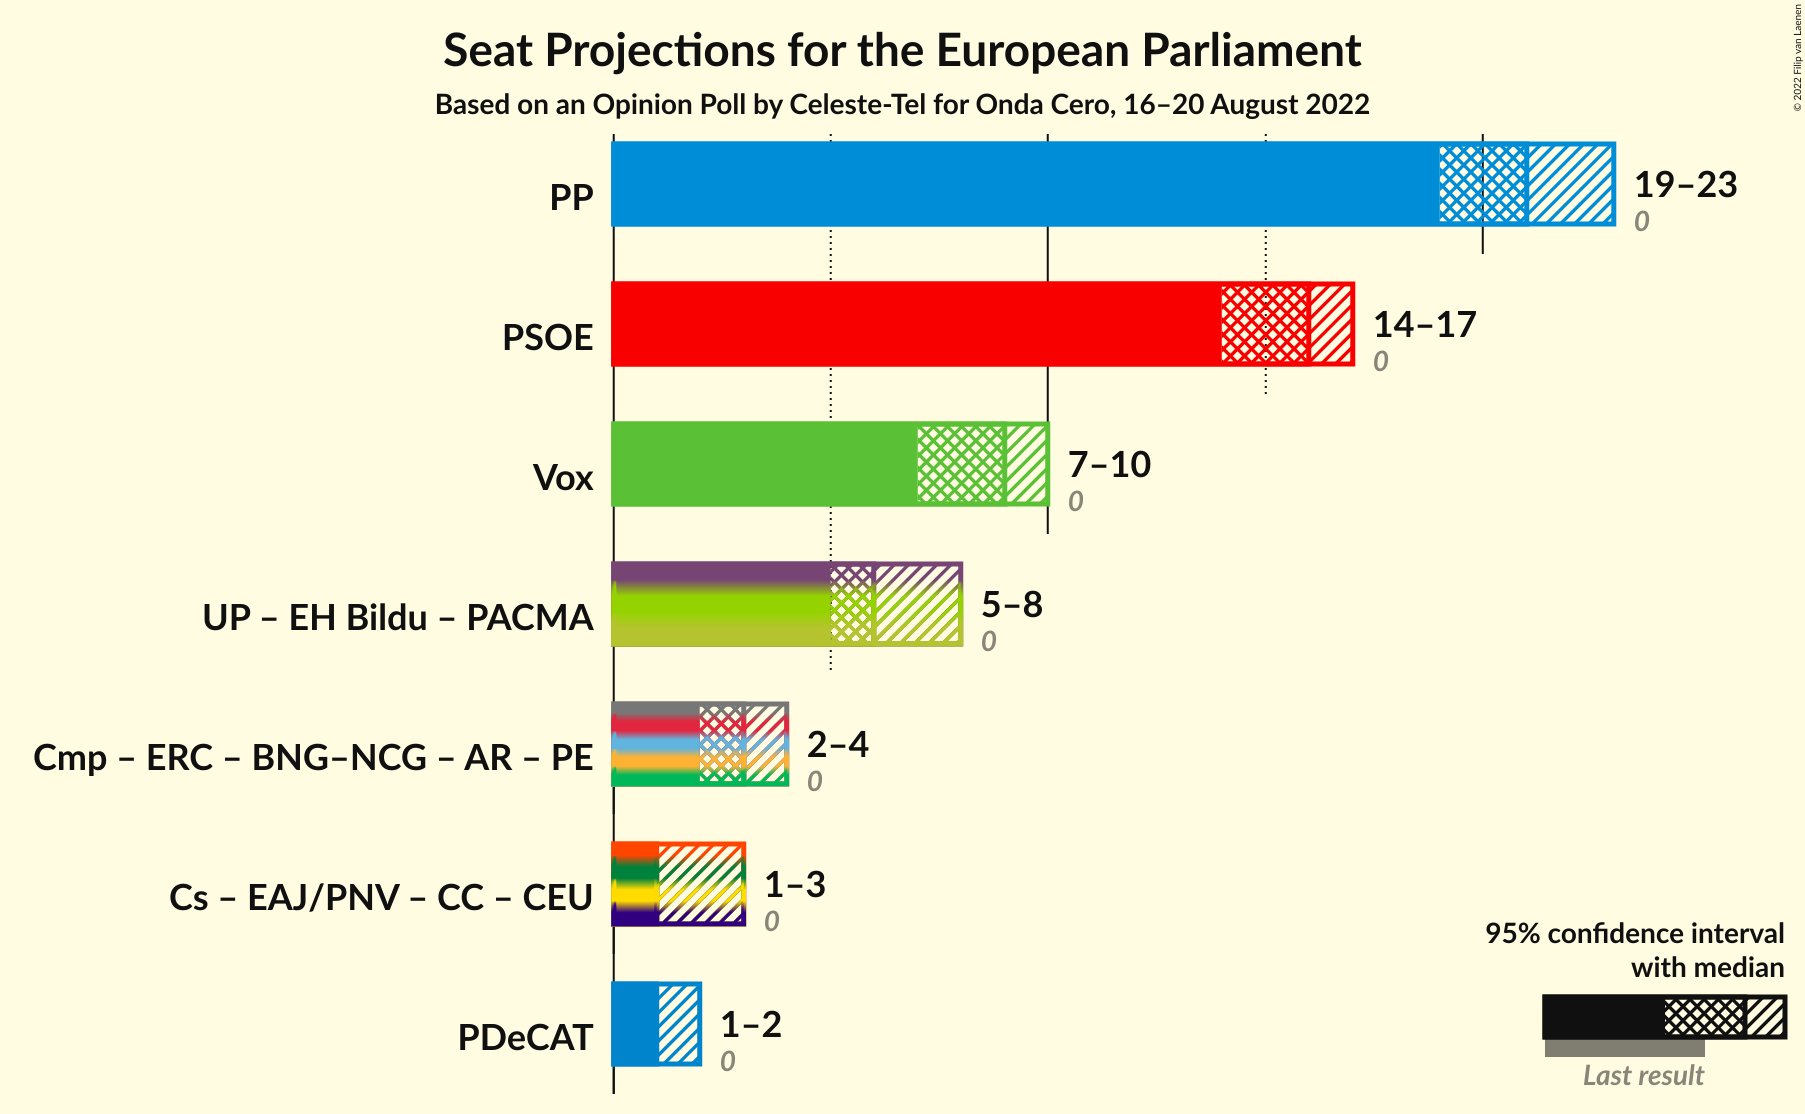 Seat Projections for the European Parliament
Based on an Opinion Poll by Celeste-Tel for Onda Cero, 16–20 August 2022
© 2022 Filip van Laenen
PP
19–23
0
PSOE
14–17
0
Vox
7–10
0
UP – EH Bildu – PACMA
5–8
0
Cmp – ERC – BNG–NCG – AR – PE
2–4
0
Cs – EAJ/PNV – CC – CEU
1–3
0
PDeCAT
1–2
0
95% confidence interval
with median
Last result